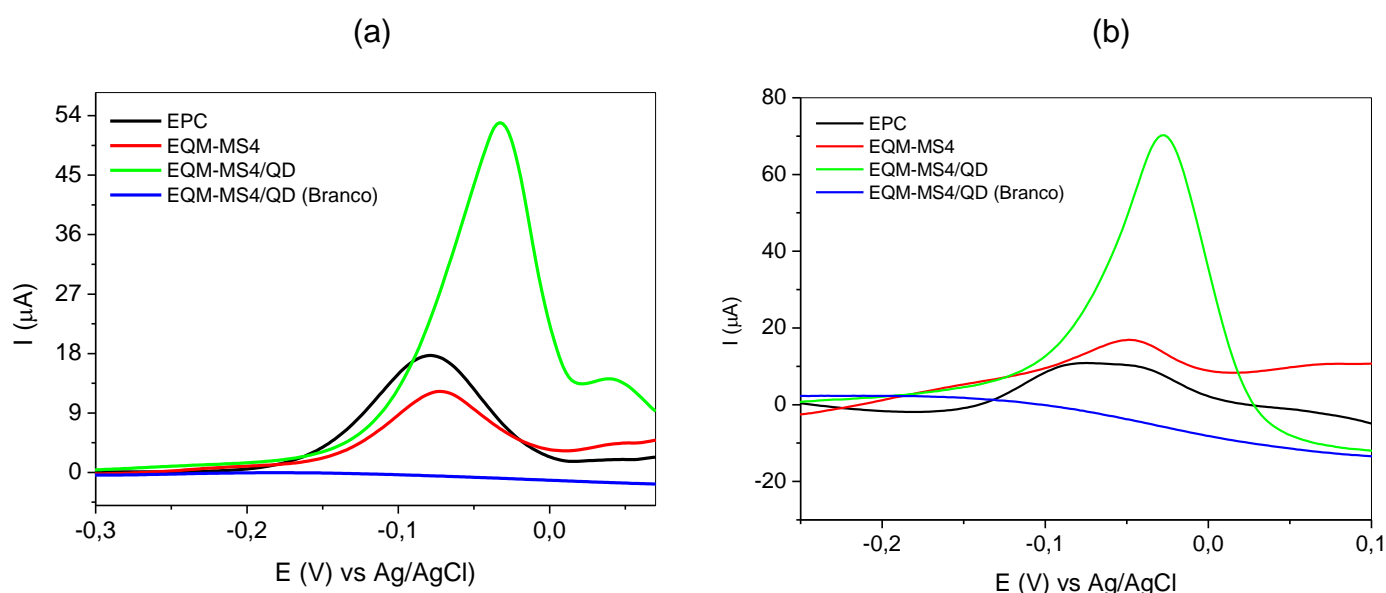 (a)
54
45
36
27
18
9
0
I (μA)
EPC
EQM-MS4
EQM-MS4/QD
EQM-MS4/QD (Branco)
-0,3
-0,2
-0,1
0,0
E (V) vs Ag/AgCl)
(b)
80
60
40
20
0
-20
I (μA)
EPC
EQM-MS4
EQM-MS4/QD
EQM-MS4/QD (Branco)
-0,2
-0,1
0,0
0,1
E (V) vs Ag/AgCl